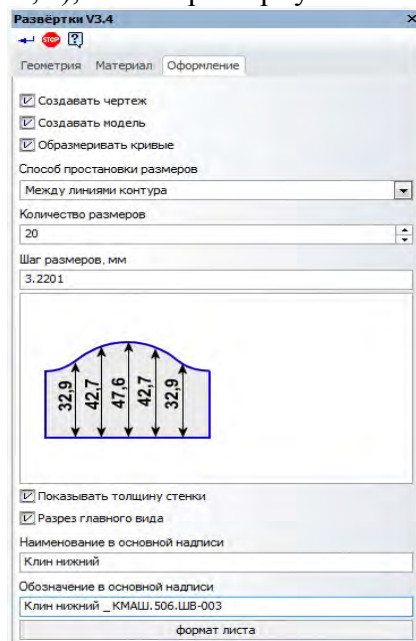 Развёртки V3.4
STOP
Геометрия Материал Оформление
Создавать чертеж
Создавать модель
Образмеривать кривые
Способ простановки размеров
Между линиями контура
Количество размеров
20
Шаг размеров, мм
3.2201
32,9 42,7 47,6 42,7 32,9
Показывать толщину стенки
Разрез главного вида
Наименование в основной надписи
Клин нижний
Обозначение в основной надписи
Клин нижний _ КМАШ.506.ШВ-003
формат листа